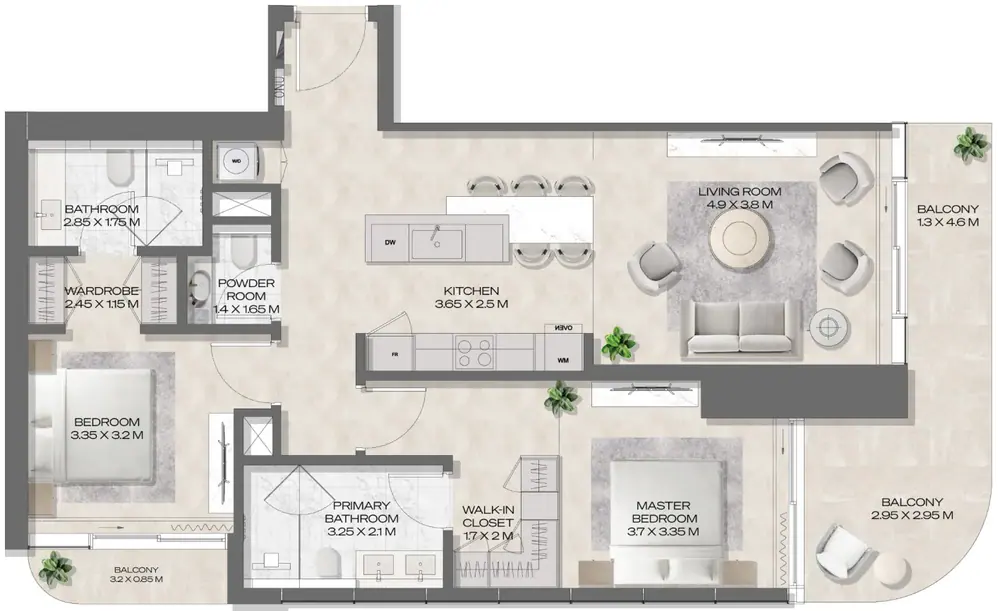 UNO
WD
BATHROOM
2.85 X 1.75 M
LIVING ROOM
4.9 X 3.8 M
BALCONY
1.3 X 4.6 M
DW
WARDROBE
2.45 X 1.15 M
POWDER
ROOM
1.4 X 1.65 M
KITCHEN
3.65 X 2.5 M
OVEN
FR
WM
BEDROOM
3.35 X 3.2 M
PRIMARY
BATHROOM
3.25 X 2.1 M
WALK-IN
CLOSET
1.7 X 2 M
MASTER
BEDROOM
3.7 X 3.35 M
BALCONY
2.95 X 2.95 M
BALCONY
3.2 X 0.85 M